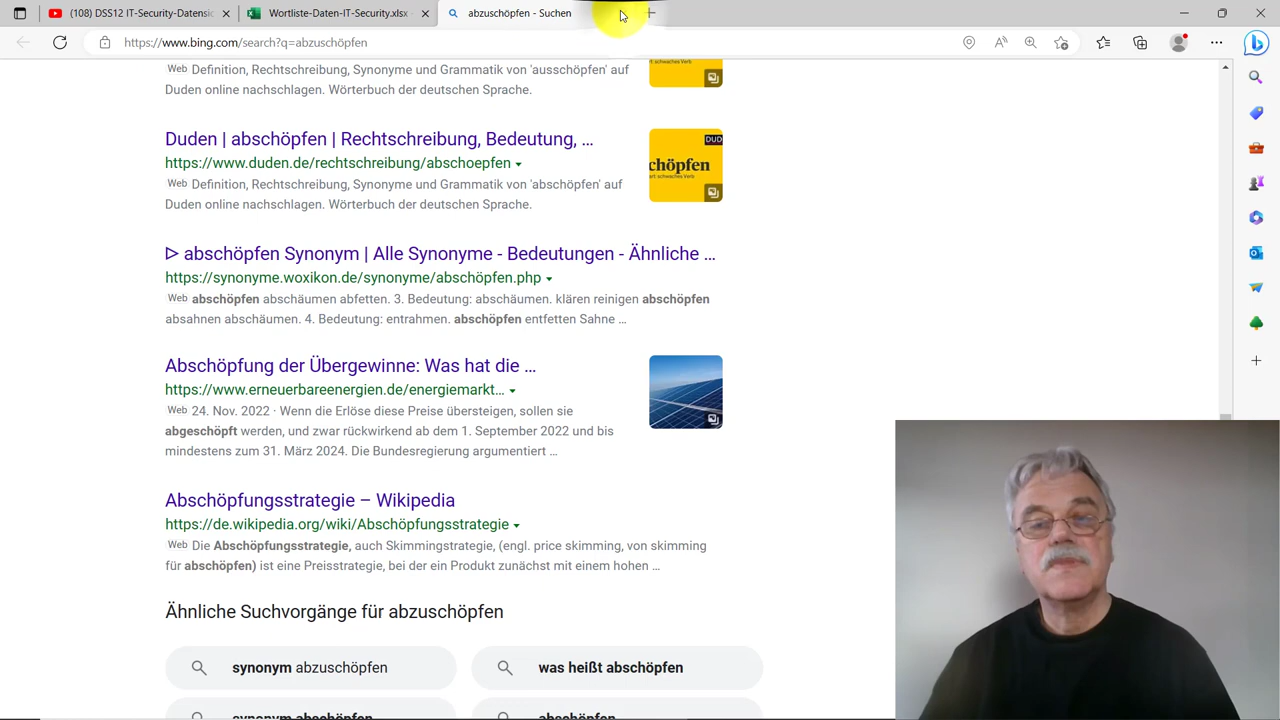 (108) DSS12 IT-Security-Datensic
Wortliste-Daten-IT-Security.xlsx
abzuschöpfen - Suchen
https://www.bing.com/search?q=abzuschöpfen
Web Definition, Rechtschreibung, Synonyme und Grammatik von 'ausschöpfen' auf
Duden online nachschlagen. Wörterbuch der deutschen Sprache.
Duden | abschöpfen | Rechtschreibung, Bedeutung, ...
https://www.duden.de/rechtschreibung/abschoepfen
Web Definition, Rechtschreibung, Synonyme und Grammatik von 'abschöpfen' auf
Duden online nachschlagen. Wörterbuch der deutschen Sprache.
DUD
chöpfen
ᐅ abschöpfen Synonym | Alle Synonyme - Bedeutungen - Ähnliche ...
https://synonyme.woxikon.de/synonyme/abschöpfen.php
Web abschöpfen abschäumen abfetten. 3. Bedeutung: abschäumen. klären reinigen abschöpfen
absahnen abschäumen. 4. Bedeutung: entrahmen. abschöpfen entfetten Sahne ...
Abschöpfung der Übergewinne: Was hat die ...
https://www.erneuerbareenergien.de/energiemarkt...
Web 24. Nov. 2022 · Wenn die Erlöse diese Preise übersteigen, sollen sie
abgeschöpft werden, und zwar rückwirkend ab dem 1. September 2022 und bis
mindestens zum 31. März 2024. Die Bundesregierung argumentiert ...
Abschöpfungsstrategie – Wikipedia
https://de.wikipedia.org/wiki/Abschöpfungsstrategie
Web Die Abschöpfungsstrategie, auch Skimmingstrategie, (engl. price skimming, von skimming
für abschöpfen) ist eine Preisstrategie, bei der ein Produkt zunächst mit einem hohen ...
Ähnliche Suchvorgänge für abzuschöpfen
synonym abzuschöpfen
was heißt abschöpfen
synonym abschöpfen
abschöpfen